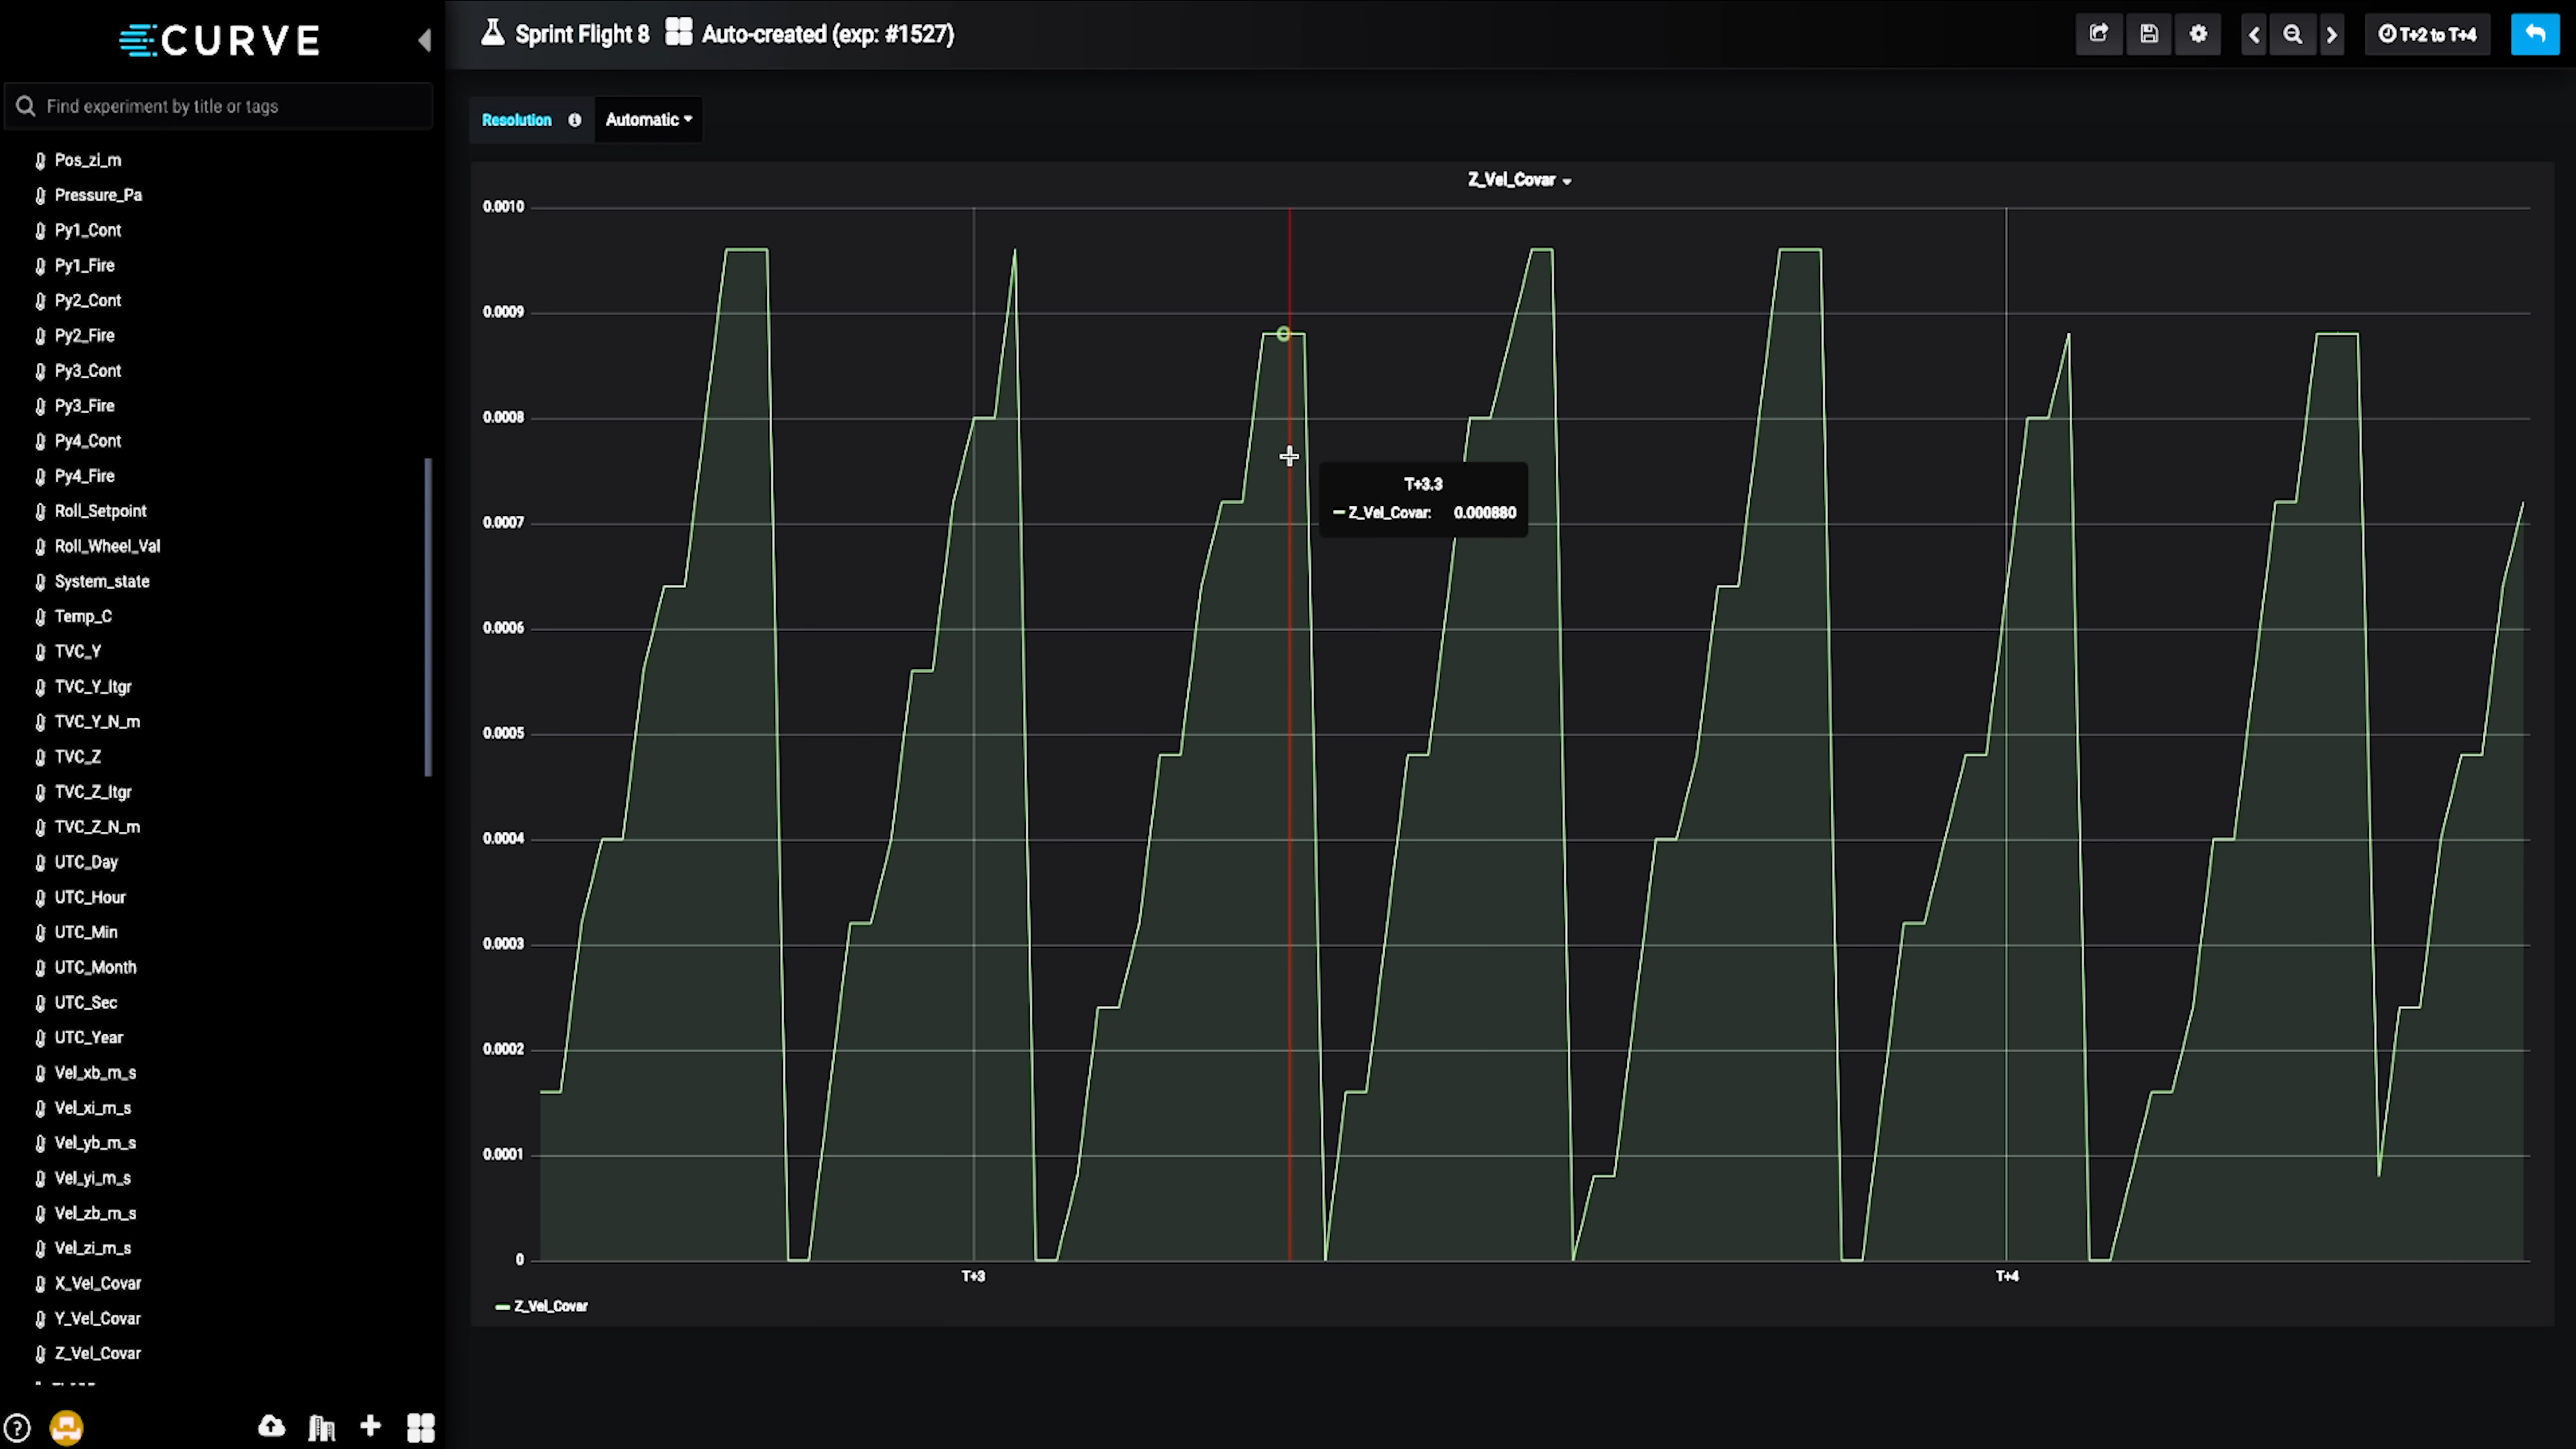 CURVE
Sprint Flight 8 Auto-created (exp: #1527)
T+2 to T+4
Find experiment by title or tags
Resolution Automatic
Pos_zi_m
Pressure_Pa
Py1_Cont
Py1_Fire
Py2_Cont
Py2_Fire
Py3_Cont
Py3_Fire
Py4_Cont
Py4_Fire
Roll_Setpoint
Roll_Wheel_Val
System_state
Temp_C
TVC_Y
TVC_Y_Itgr
TVC_Y_N_m
TVC_Z
TVC_Z_Itgr
TVC_Z_N_m
UTC_Day
UTC_Hour
UTC_Min
UTC_Month
UTC_Sec
UTC_Year
Vel_xb_m_s
Vel_xi_m_s
Vel_yb_m_s
Vel_yi_m_s
Vel_zb_m_s
Vel_zi_m_s
X_Vel_Covar
Y_Vel_Covar
Z_Vel_Covar
Z_Vel_Covar
0.0010
0.0009
0.0008
0.0007
0.0006
0.0005
0.0004
0.0003
0.0002
0.0001
0
T+3.3
Z_Vel_Covar: 0.000880
T+3
T+4
Z_Vel_Covar